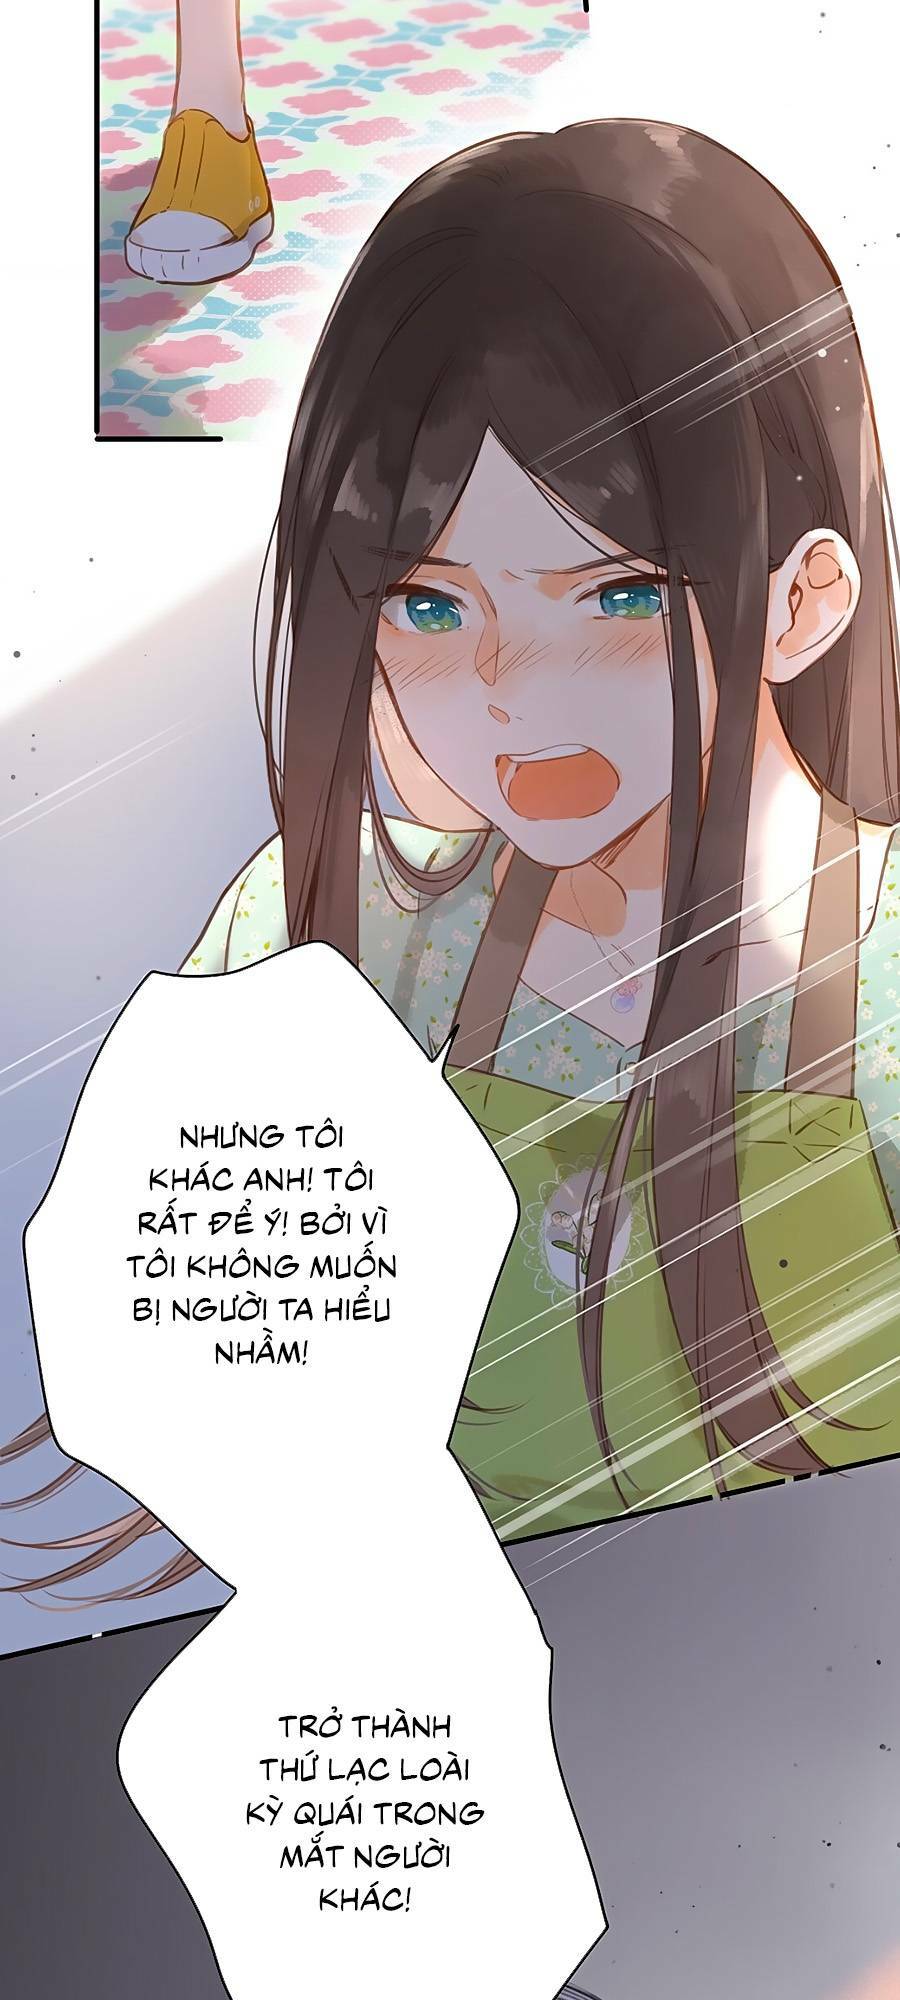 NHƯNG TÔI
KHÁC ANH! TÔI
RẤT ĐỂ Ý! BỞI VÌ
TÔI KHÔNG MUỐN
BỊ NGƯỜI TA HIỂU
NHẦM!
TRỞ THÀNH
THỨ LẠC LOÀI
KỲ QUÁI TRONG
MẮT NGƯỜI
KHÁC!